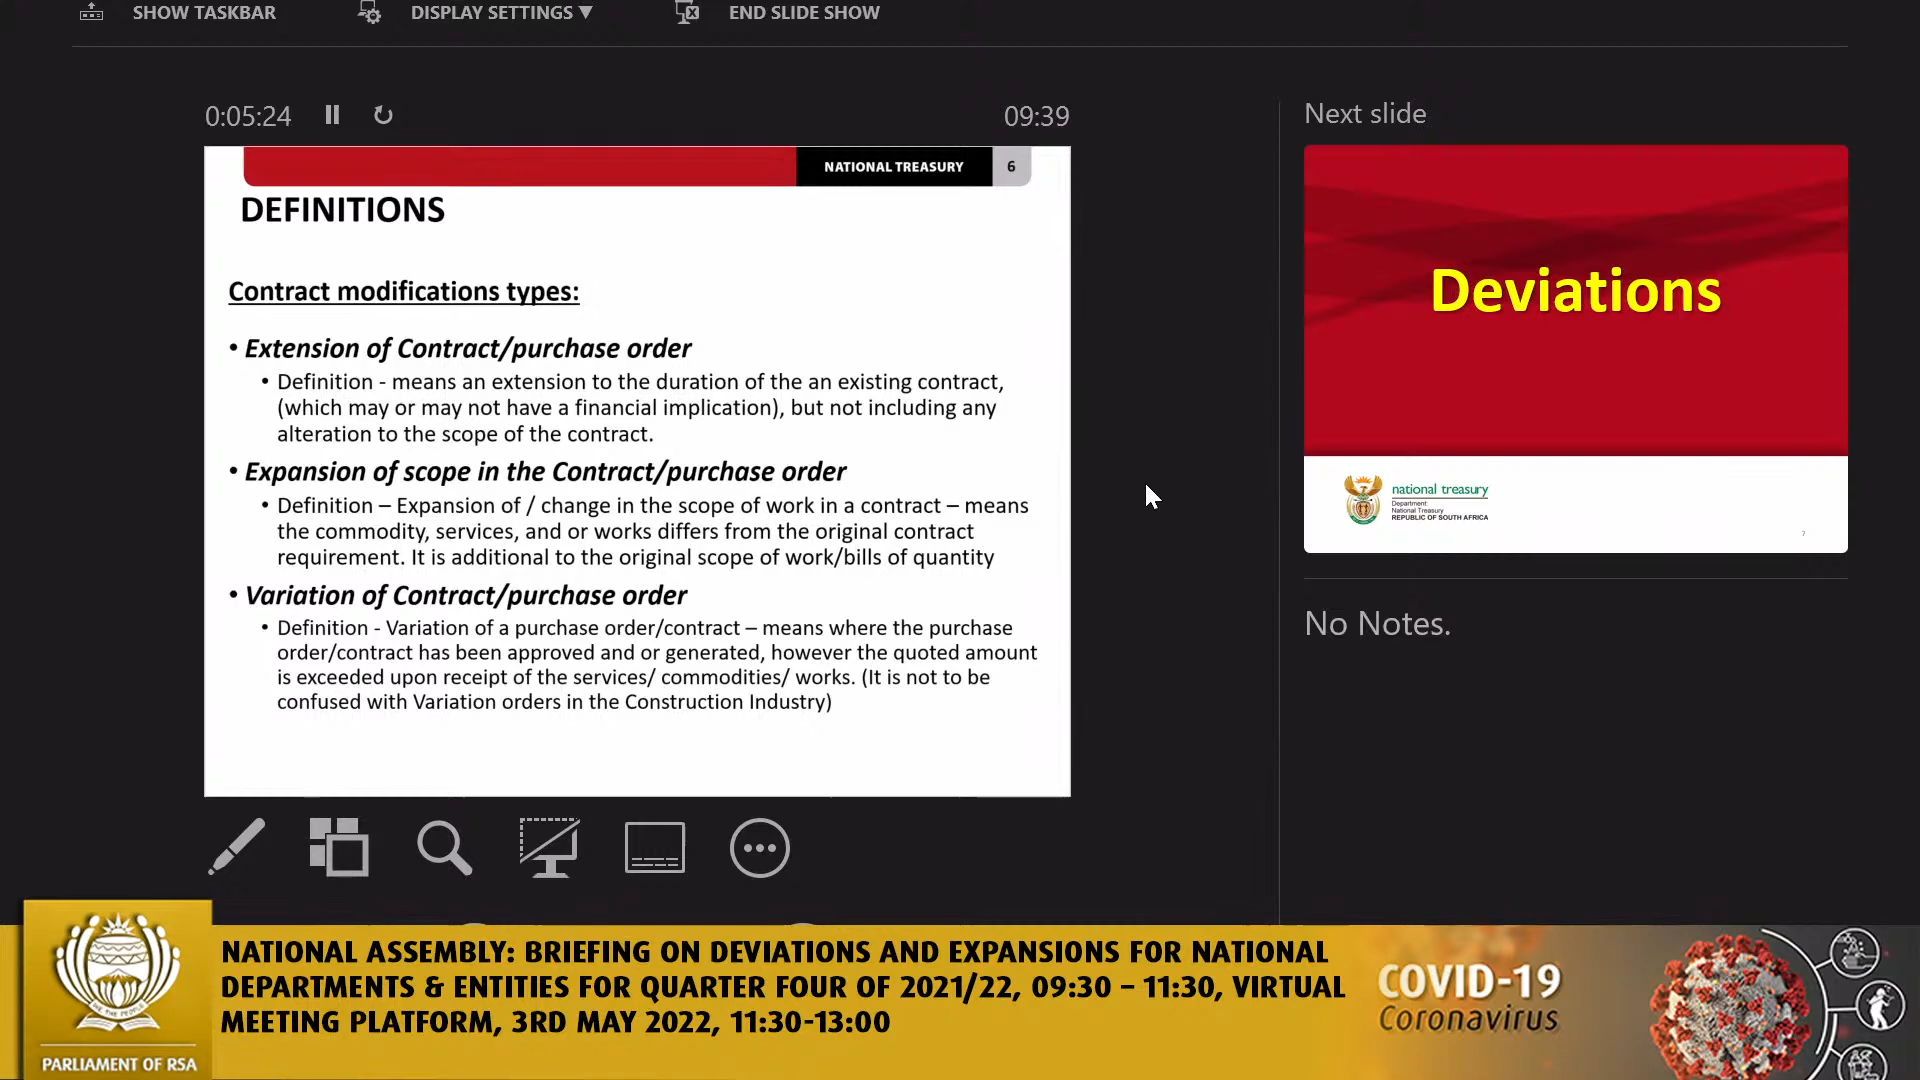 SHOW TASKBAR
DISPLAY SETTINGS ▼
END SLIDE SHOW
0:05:24
09:39
NATIONAL TREASURY
6
DEFINITIONS
Contract modifications types:
• Extension of Contract/purchase order
• Definition - means an extension to the duration of the an existing contract,
(which may or may not have a financial implication), but not including any
alteration to the scope of the contract.
• Expansion of scope in the Contract/purchase order
• Definition – Expansion of / change in the scope of work in a contract – means
the commodity, services, and or works differs from the original contract
requirement. It is additional to the original scope of work/bills of quantity
• Variation of Contract/purchase order
• Definition - Variation of a purchase order/contract – means where the purchase
order/contract has been approved and or generated, however the quoted amount
is exceeded upon receipt of the services/ commodities/ works. (It is not to be
confused with Variation orders in the Construction Industry)
Next slide
Deviations
national treasury
Department:
National Treasury
REPUBLIC OF SOUTH AFRICA
7
No Notes.
PARLIAMENT OF RSA
NATIONAL ASSEMBLY: BRIEFING ON DEVIATIONS AND EXPANSIONS FOR NATIONAL
DEPARTMENTS & ENTITIES FOR QUARTER FOUR OF 2021/22, 09:30 – 11:30, VIRTUAL
MEETING PLATFORM, 3RD MAY 2022, 11:30-13:00
COVID-19
Coronavirus